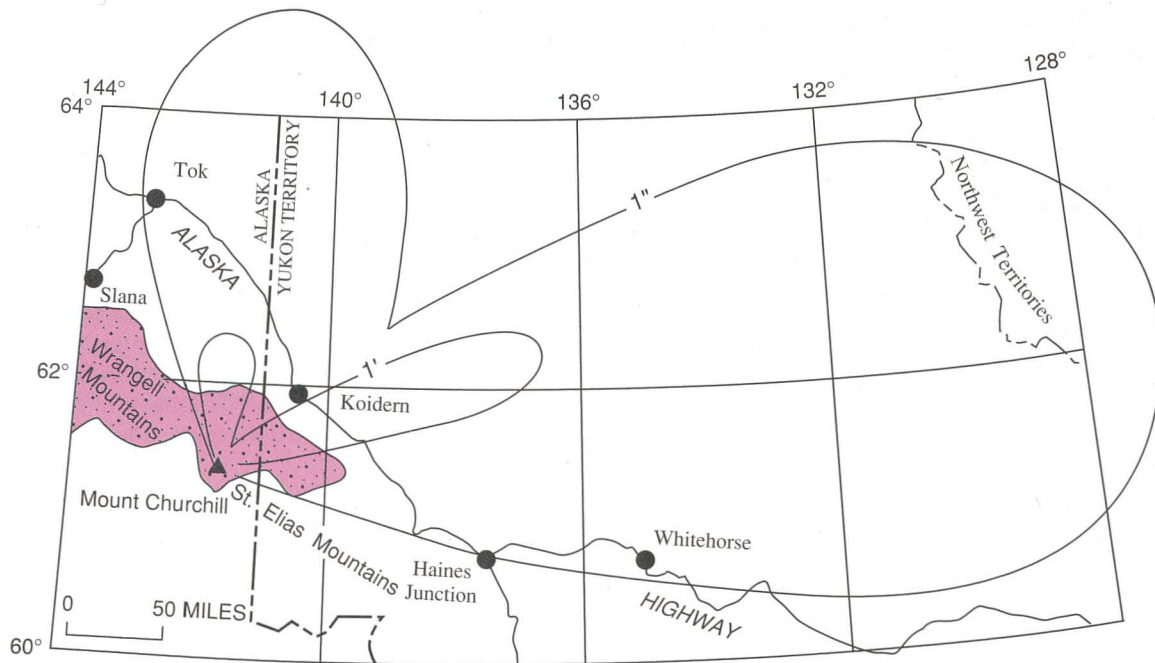 128°
144°
64°
140°
136°
132°
Tok
ALASKA
YUKON TERRITORY
1"
Northwest Territories
ALASKA
Slana
Wrangell
Mountains
62°
1'
Koidern
Mount Churchill
St. Elias Mountains
Haines
Junction
Whitehorse
HIGHWAY
0 50 MILES
60°